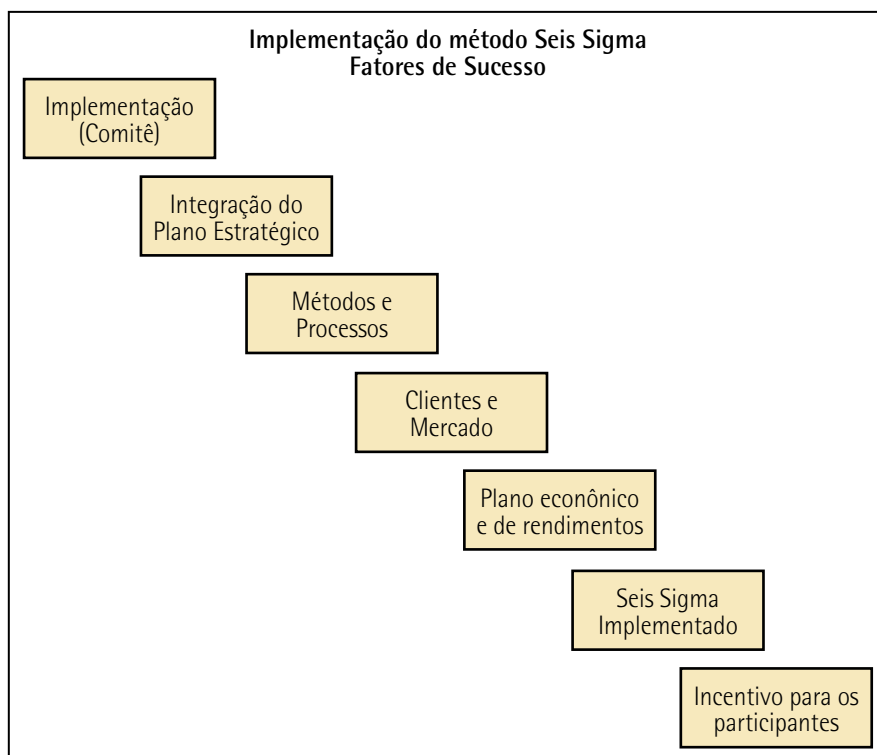 Implementação do método Seis Sigma
Fatores de Sucesso
Implementação
(Comitê)
Integração do
Plano Estratégico
Métodos e
Processos
Clientes e
Mercado
Plano econônico
e de rendimentos
Seis Sigma
Implementado
Incentivo para os
participantes